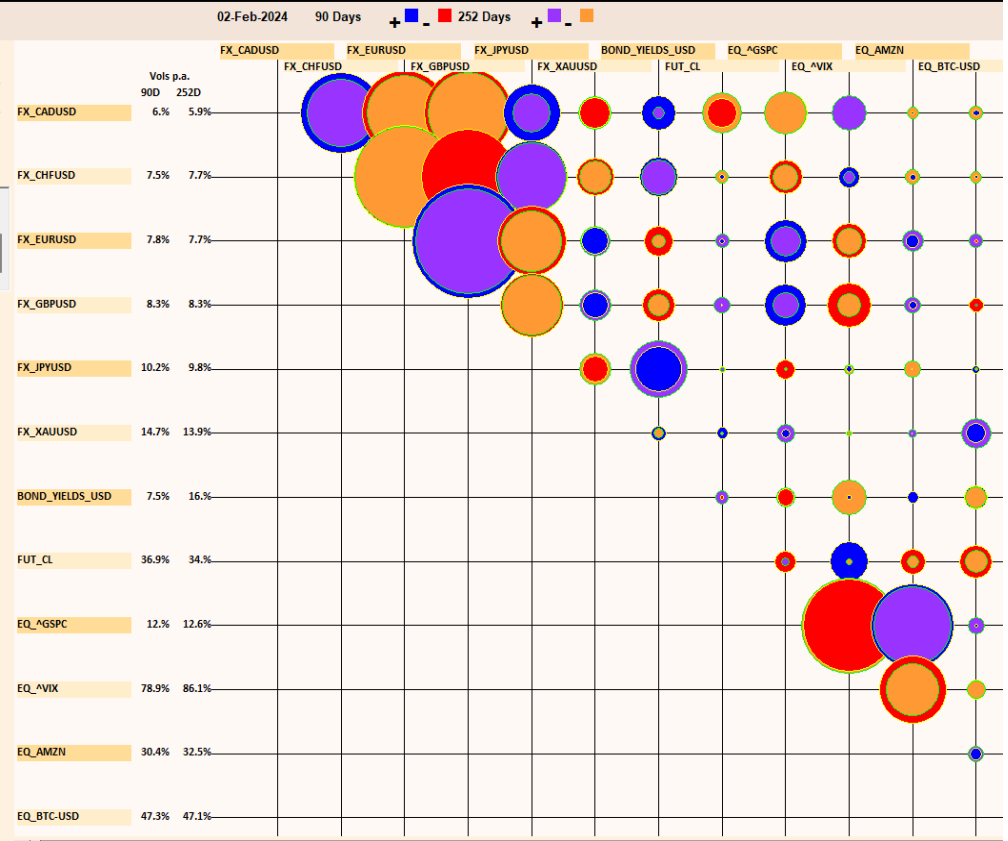 02-Feb-2024 90 Days + - 252 Days + -
FX_CADUSD FX_EURUSD FX_JPYUSD BOND_YIELDS_USD EQ_^GSPC EQ_AMZN
FX_CHFUSD FX_GBPUSD FX_XAUUSD FUT_CL EQ_^VIX EQ_BTC-USD
Vols p.a.
90D 252D
FX_CADUSD 6.% 5.9%
FX_CHFUSD 7.5% 7.7%
FX_EURUSD 7.8% 7.7%
FX_GBPUSD 8.3% 8.3%
FX_JPYUSD 10.2% 9.8%
FX_XAUUSD 14.7% 13.9%
BOND_YIELDS_USD 7.5% 16.%
FUT_CL 36.9% 34.%
EQ_^GSPC 12.% 12.6%
EQ_^VIX 78.9% 86.1%
EQ_AMZN 30.4% 32.5%
EQ_BTC-USD 47.3% 47.1%